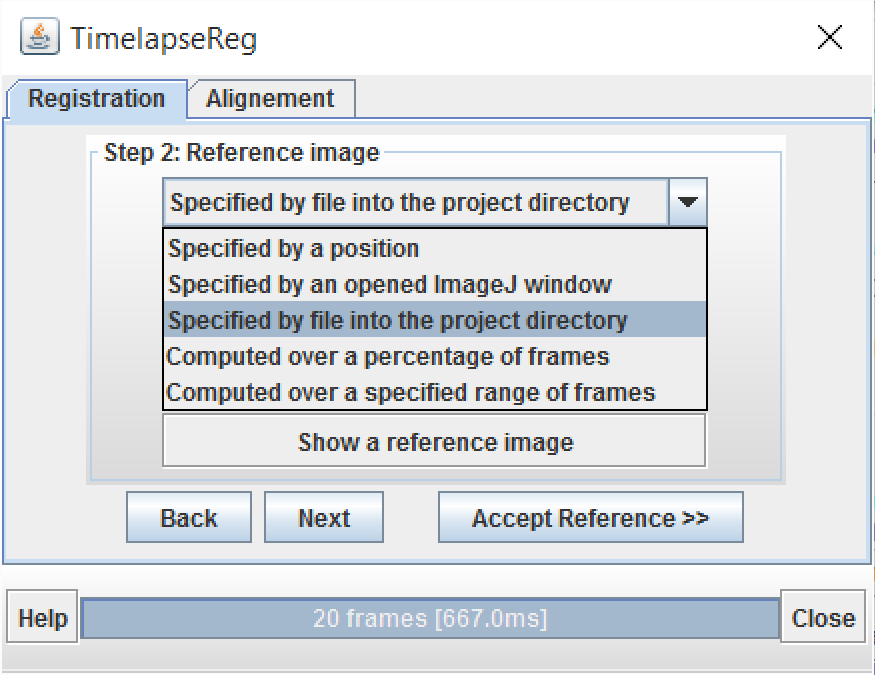 TimelapseReg
Registration Alignement
Step 2: Reference image
Specified by file into the project directory
Specified by a position
Specified by an opened ImageJ window
Specified by file into the project directory
Computed over a percentage of frames
Computed over a specified range of frames
Show a reference image
Back Next Accept Reference >>
Help 20 frames [667.0ms] Close